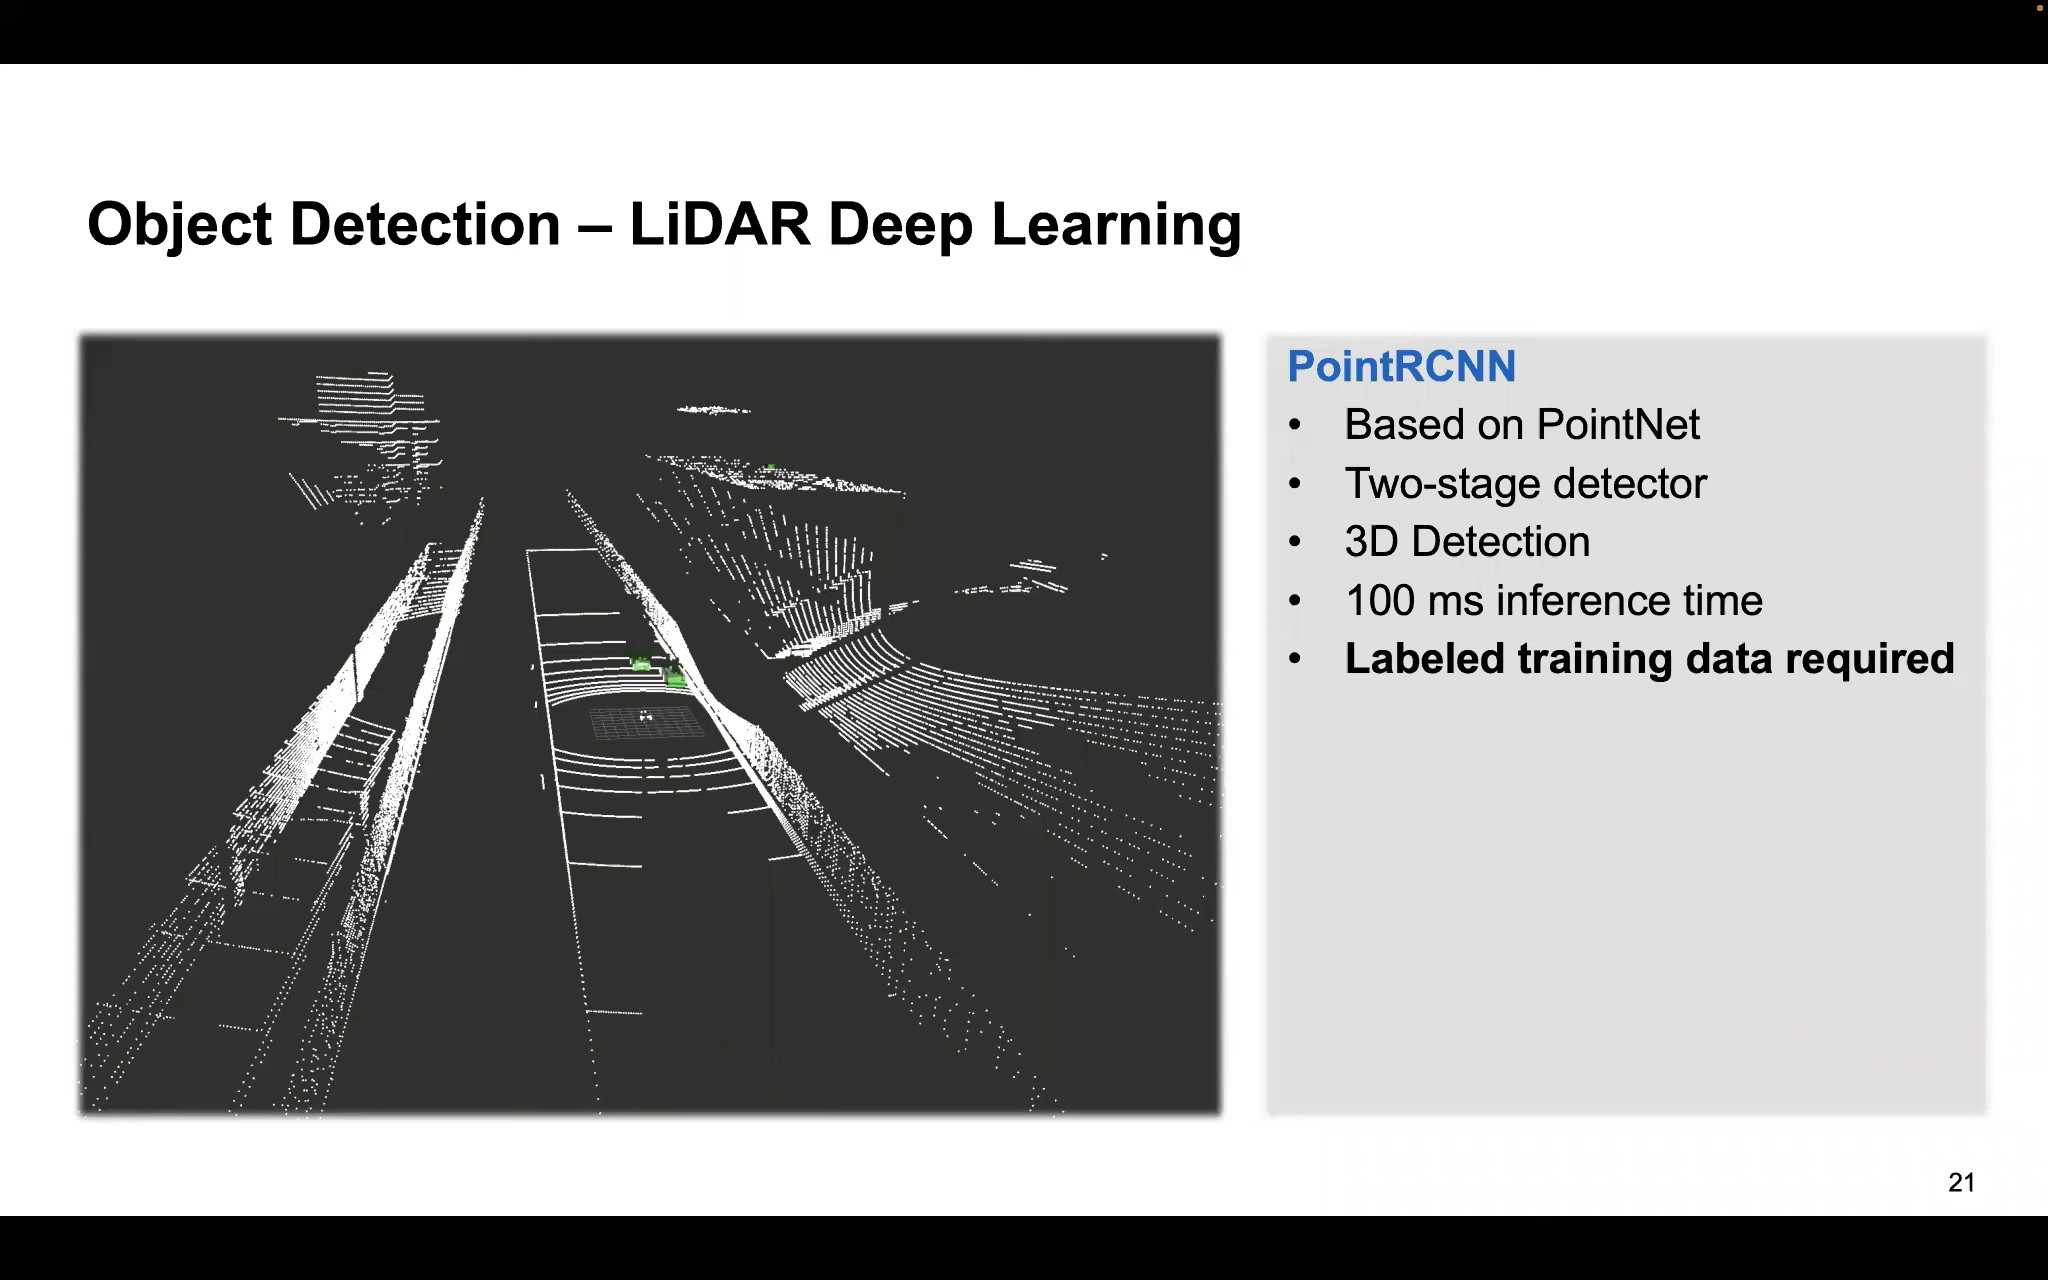 Object Detection – LiDAR Deep Learning
PointRCNN
• Based on PointNet
• Two-stage detector
• 3D Detection
• 100 ms inference time
• Labeled training data required
21